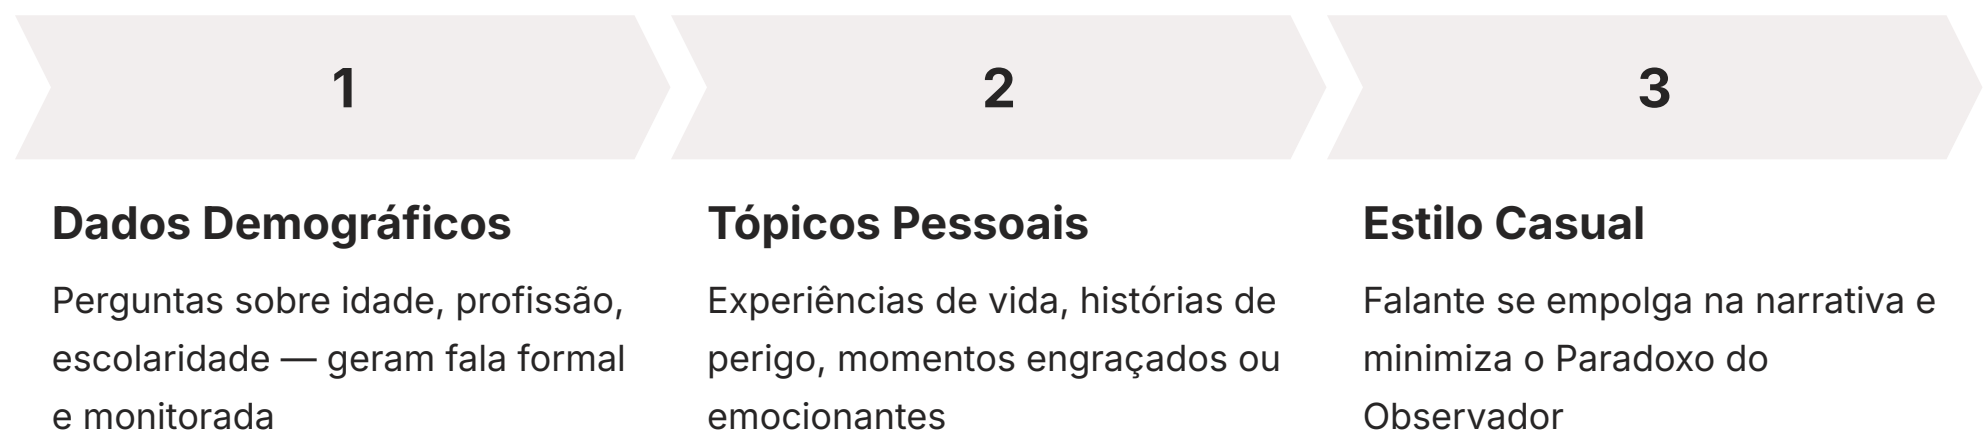 1
Dados Demográficos
Perguntas sobre idade, profissão,
escolaridade — geram fala formal
e monitorada
2
Tópicos Pessoais
Experiências de vida, histórias de
perigo, momentos engraçados ou
emocionantes
3
Estilo Casual
Falante se empolga na narrativa e
minimiza o Paradoxo do
Observador